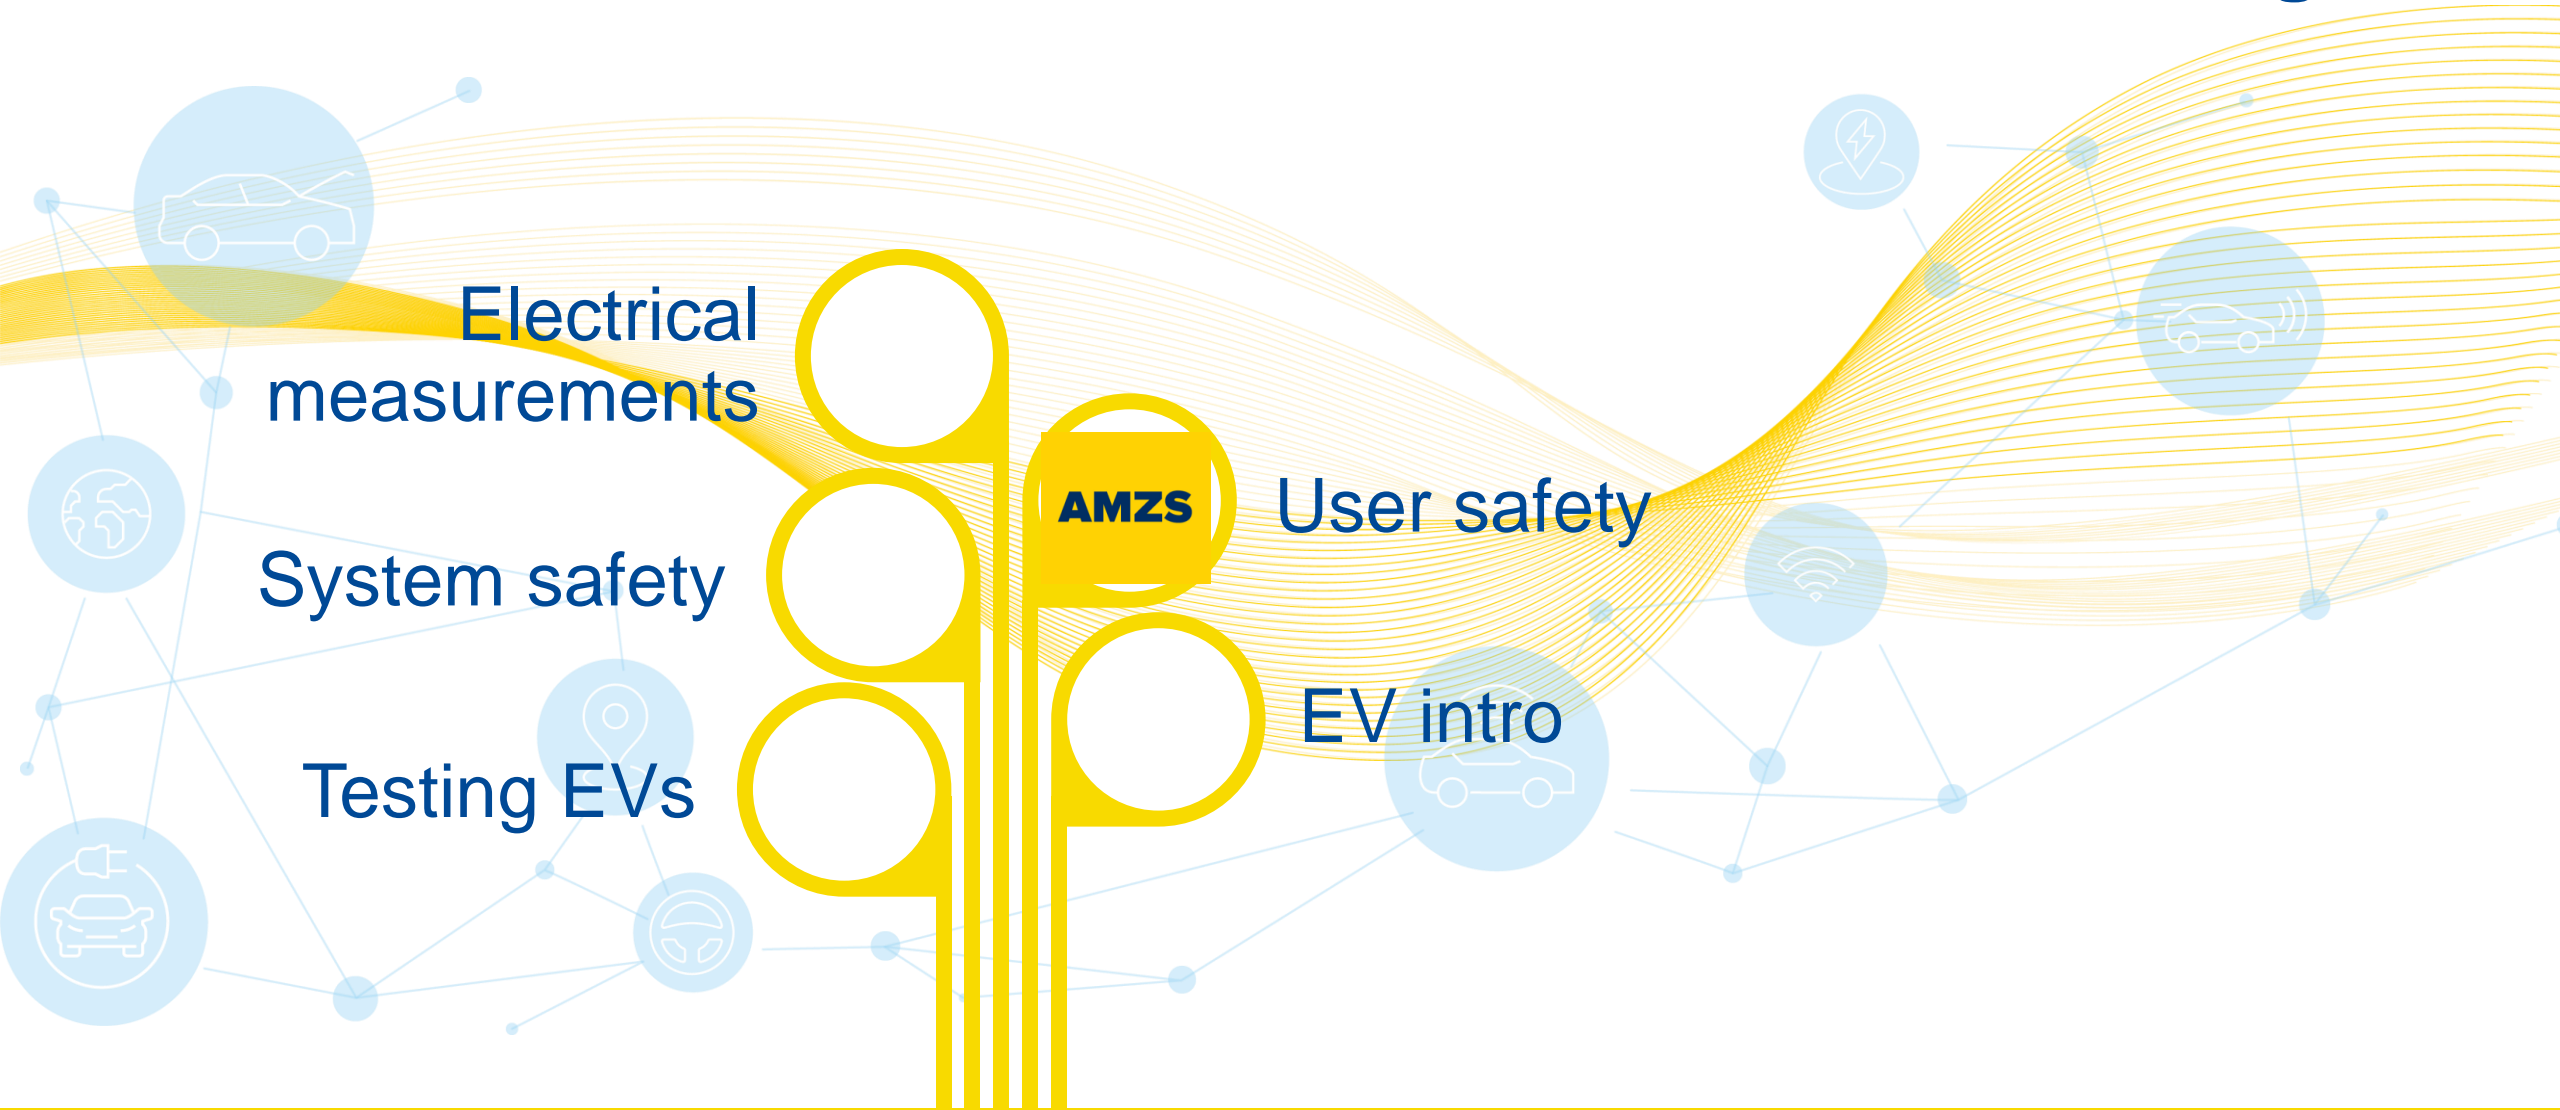 Electrical
measurements
AMZS
User safety
System safety
EV intro
Testing EVs